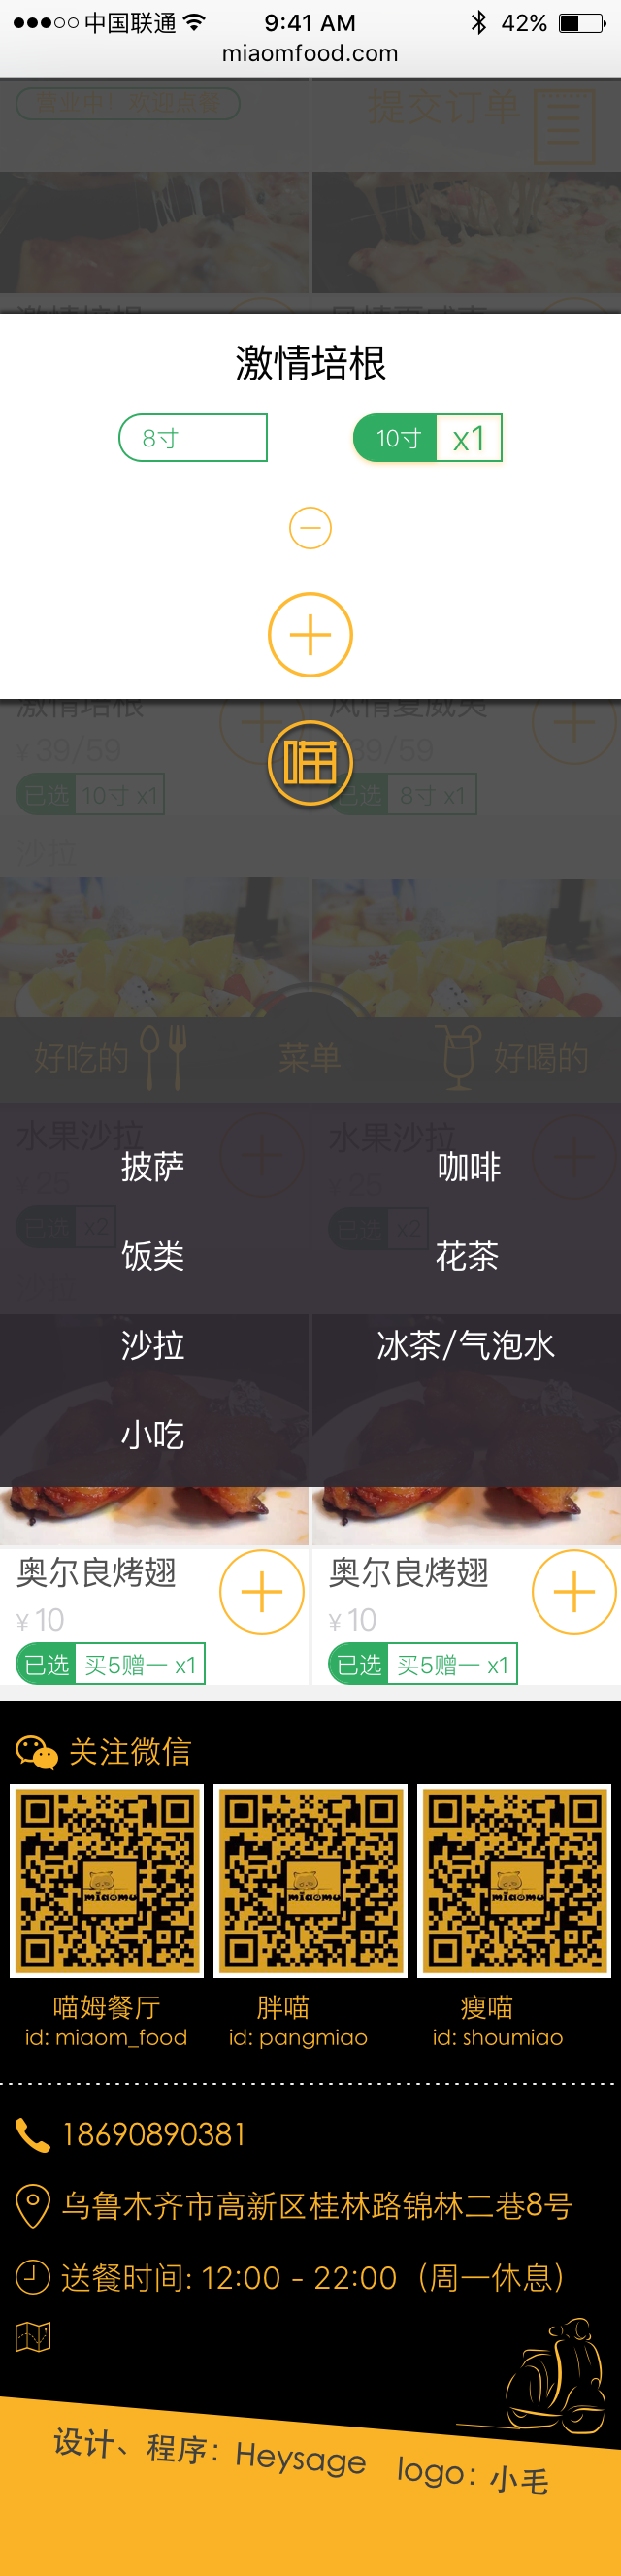 中国联通 9:41 AM 42%
miaomfood.com
营业中！欢迎点餐 提交订单
激情培根 风情夏威夷
激情培根
8寸 10寸 x1
激情培根 风情夏威夷
¥ 39/59 39/59
已选 10寸 x1 已选 8寸 x1
喵
沙拉
好吃的 菜单 好喝的
水果沙拉 水果沙拉
¥ 25 ¥ 25
已选 x2 已选 x2
披萨 咖啡
饭类 花茶
沙拉 冰茶/气泡水
小吃
奥尔良烤翅 奥尔良烤翅
¥ 10 ¥ 10
已选 买5赠一 x1 已选 买5赠一 x1
关注微信
miaomu miaomu miaomu
喵姆餐厅 胖喵 瘦喵
id: miaom_food id: pangmiao id: shoumiao
18690890381
乌鲁木齐市高新区桂林路锦林二巷8号
送餐时间: 12:00 - 22:00（周一休息）
设计、程序：Heysage logo：小毛